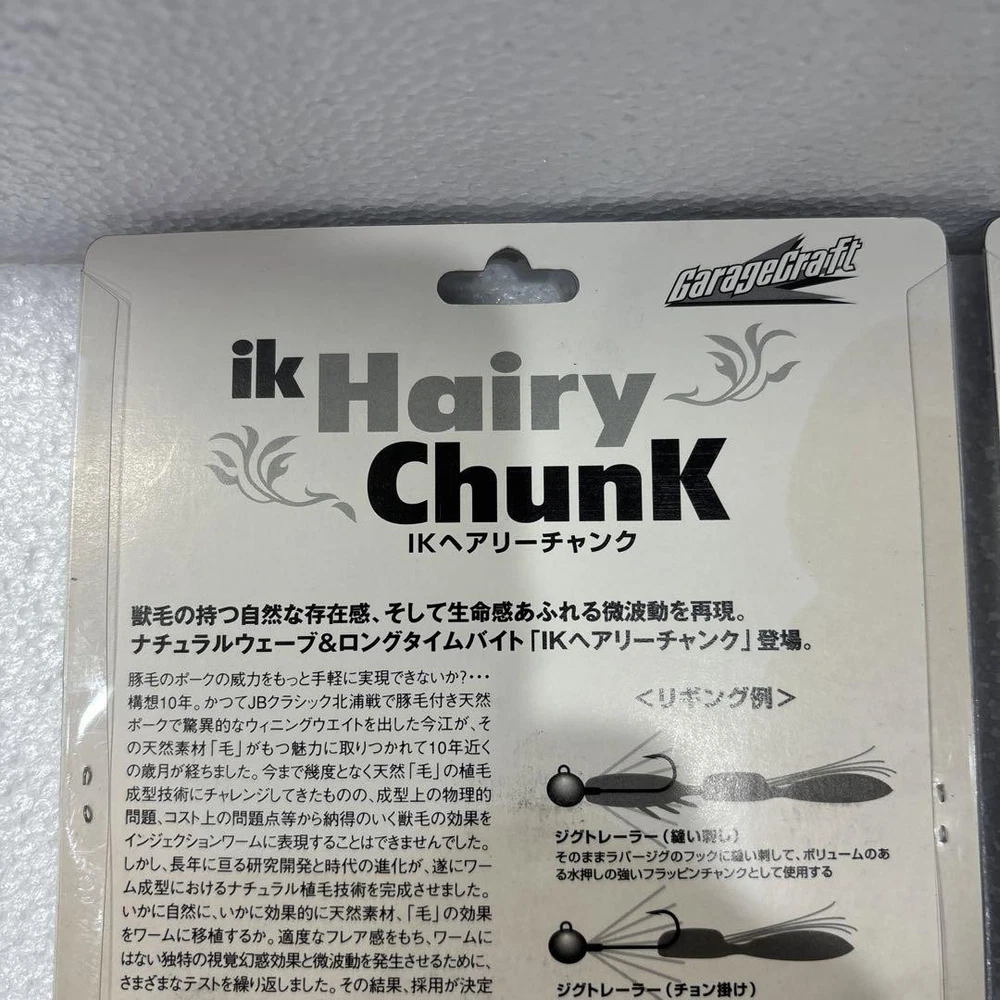 GarageCraft
ik Hairy
ChunK
IKヘアリーチャンク
獣毛の持つ自然な存在感、そして生命感あふれる微波動を再現。
ナチュラルウェーブ&ロングタイムバイト「IKヘアリーチャンク」登場。
豚毛のポークの威力をもっと手軽に実現できないか?・・・
構想10年。かつてJBクラシック北浦戦で豚毛付き天然
ポークで驚異的なウィニングウエイトを出した今江が、そ
の天然素材「毛」がもつ魅力に取りつかれて10年近く
の歳月が経ちました。今まで幾度となく天然「毛」の植毛
成型技術にチャレンジしてきたものの、成型上の物理的
問題、コスト上の問題点等から納得のいく獣毛の効果を
インジェクションワームに表現することはできませんでした。
しかし、長年に亘る研究開発と時代の進化が、遂にワー
ム成型におけるナチュラル植毛技術を完成させました。
いかに自然に、いかに効果的に天然素材、「毛」の効果
をワームに移植するか。適度なフレア感をもち、ワームに
はない独特の視覚幻惑効果と微波動を発生させるために、
さまざまなテストを繰り返しました。その結果、採用が決定
<リギング例>
ジグトレーラー(縫い刺し)
そのままラバージグのフックに縫い刺して、ボリュームのあ
る水押しの強いフラッピンチャンクとして使用する
ジグトレーラー(チョン掛け)